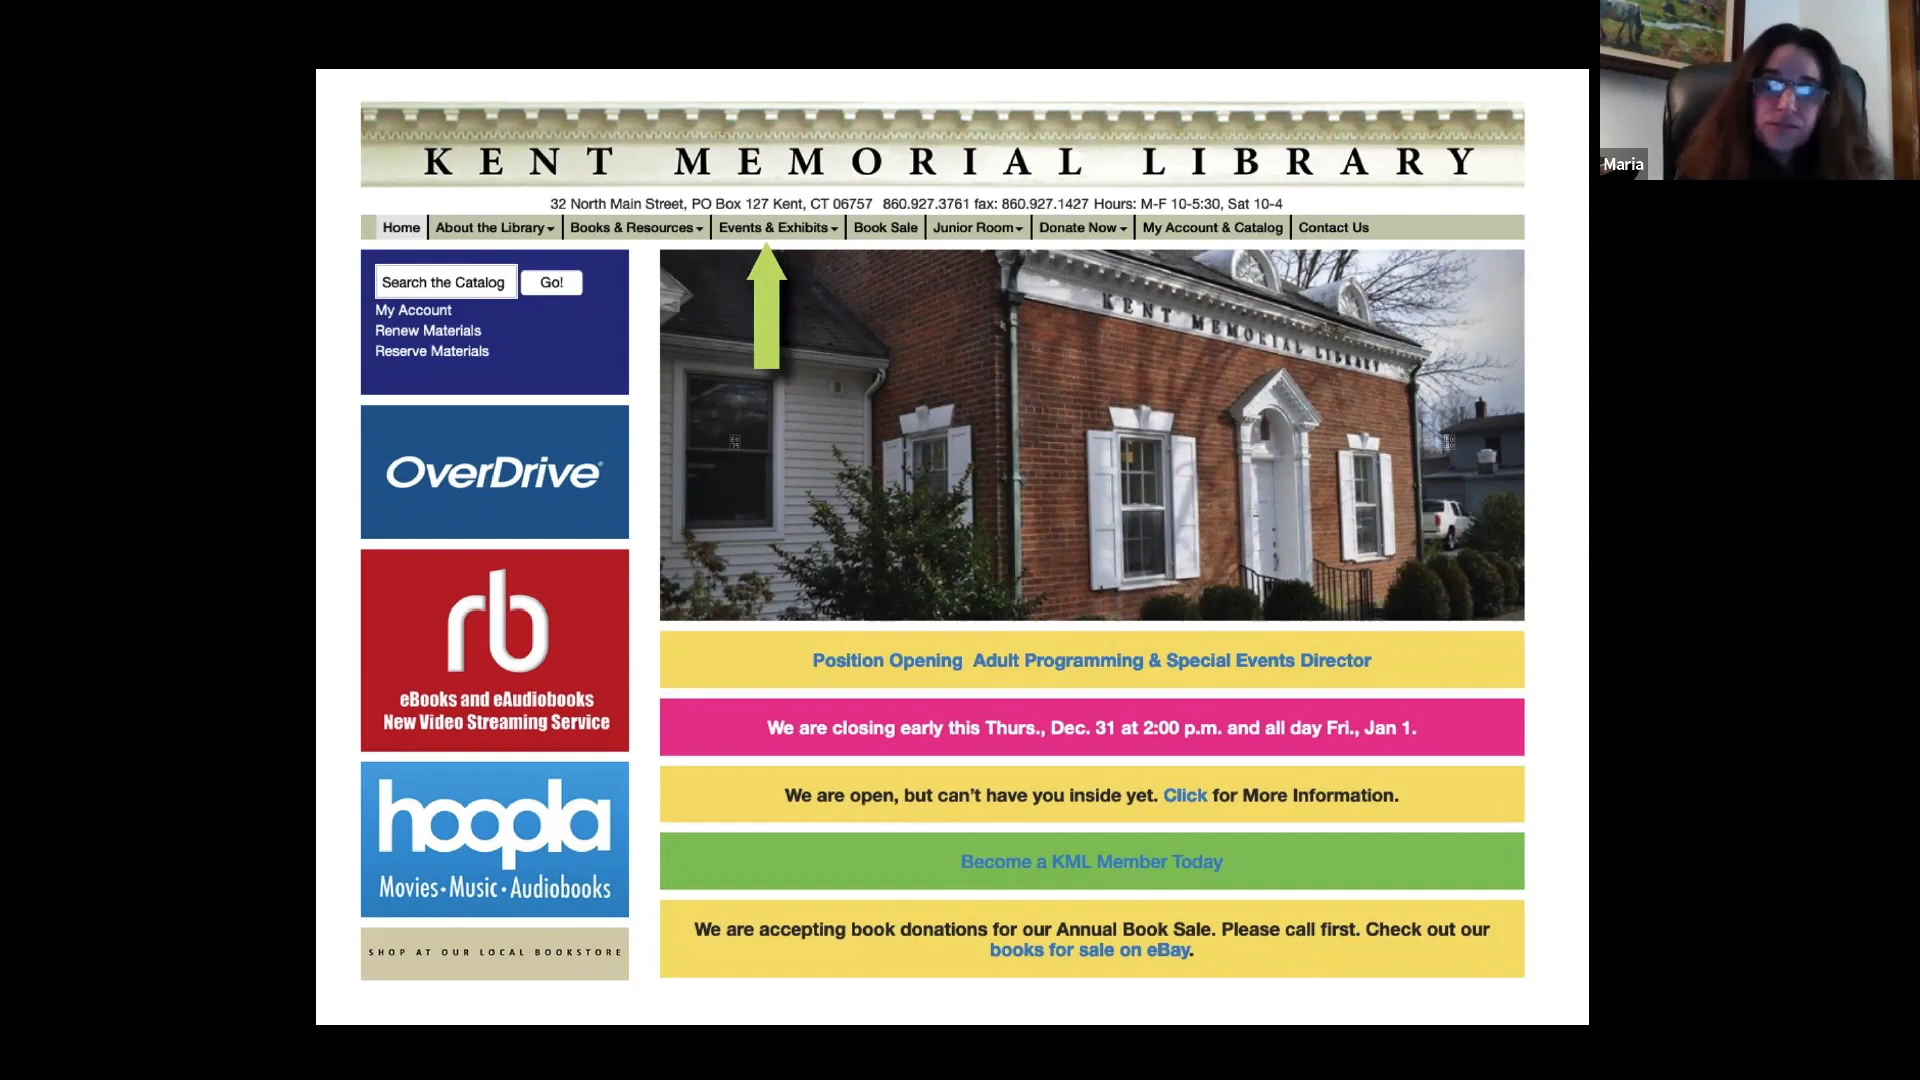 Maria
KENT MEMORIAL LIBRARY
32 North Main Street, PO Box 127 Kent, CT 06757 860.927.3761 fax: 860.927.1427 Hours: M-F 10-5:30, Sat 10-4
Home About the Library Books & Resources Events & Exhibits Book Sale Junior Room Donate Now My Account & Catalog Contact Us
Search the Catalog Go!
My Account
Renew Materials
Reserve Materials
OverDrive
rb
eBooks and eAudiobooks
New Video Streaming Service
hoopla
Movies·Music·Audiobooks
SHOP AT OUR LOCAL BOOKSTORE
KENT MEMORIAL LIBRARY
Position Opening Adult Programming & Special Events Director
We are closing early this Thurs., Dec. 31 at 2:00 p.m. and all day Fri., Jan 1.
We are open, but can't have you inside yet. Click for More Information.
Become a KML Member Today
We are accepting book donations for our Annual Book Sale. Please call first. Check out our
books for sale on eBay.